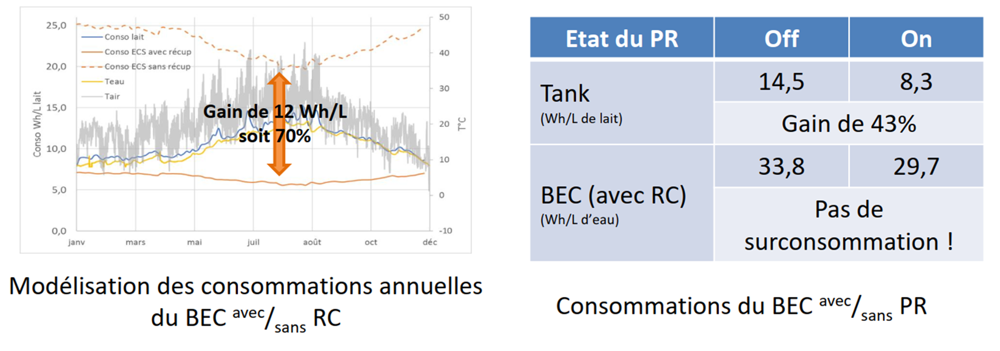 25,0
20,0
15,0
10,0
5,0
0,0
Conso Wh/L lait
Conso lait
Conso ECS avec récup
Conso ECS sans récup
Teau
Tair
Gain de 12 Wh/L
soit 70%
50
40
30
20
10
0
-10
T°C
janv mars mai juil août oct déc
Modélisation des consommations annuelles
du BEC avec/sans RC
Etat du PR Off On
Tank
(Wh/L de lait)
14,5 8,3
Gain de 43%
BEC (avec RC)
(Wh/L d’eau)
33,8 29,7
Pas de
surconsommation !
Consommations du BEC avec/sans PR